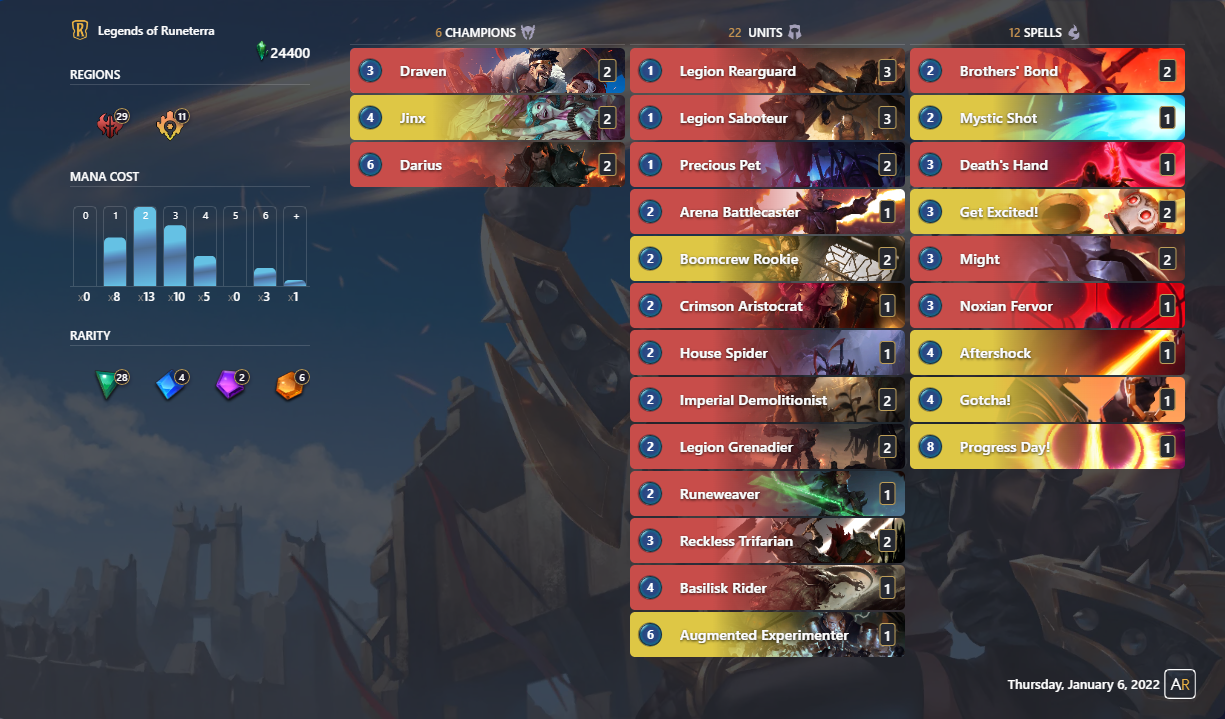 Legends of Runeterra
24400
REGIONS
29 11
MANA COST
0 1 2 3 4 5 6 +
x0 x8 x13 x10 x5 x0 x3 x1
RARITY
28 4 2 6
6 CHAMPIONS
3 Draven 2
4 Jinx 2
6 Darius 2
22 UNITS
1 Legion Rearguard 3
1 Legion Saboteur 3
1 Precious Pet 2
2 Arena Battlecaster 1
2 Boomcrew Rookie 2
2 Crimson Aristocrat 1
2 House Spider 1
2 Imperial Demolitionist 2
2 Legion Grenadier 2
2 Runeweaver 1
3 Reckless Trifarian 2
4 Basilisk Rider 1
6 Augmented Experimenter 1
12 SPELLS
2 Brothers' Bond 2
2 Mystic Shot 1
3 Death's Hand 1
3 Get Excited! 2
3 Might 2
3 Noxian Fervor 1
4 Aftershock 1
4 Gotcha! 1
8 Progress Day! 1
Thursday, January 6, 2022 AR